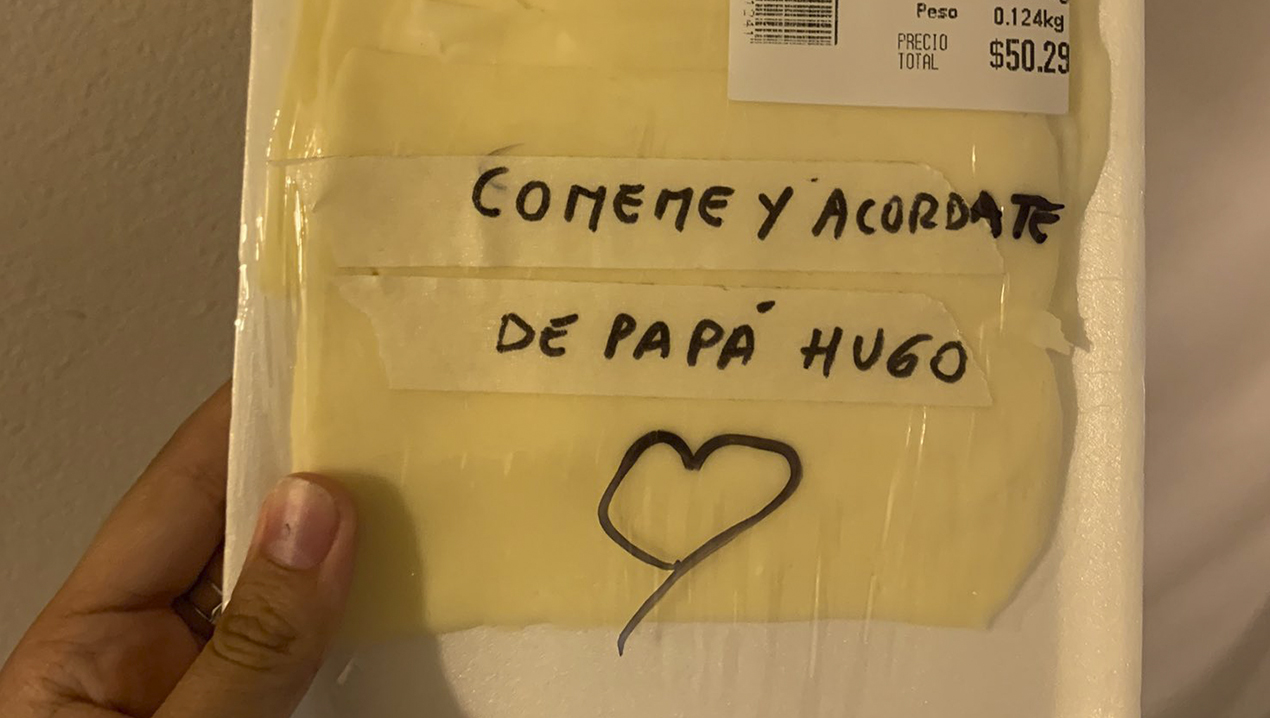 Peso 0.124kg
PRECIO
TOTAL $50.29
COMEME Y ACORDATE
DE PAPÁ HUGO